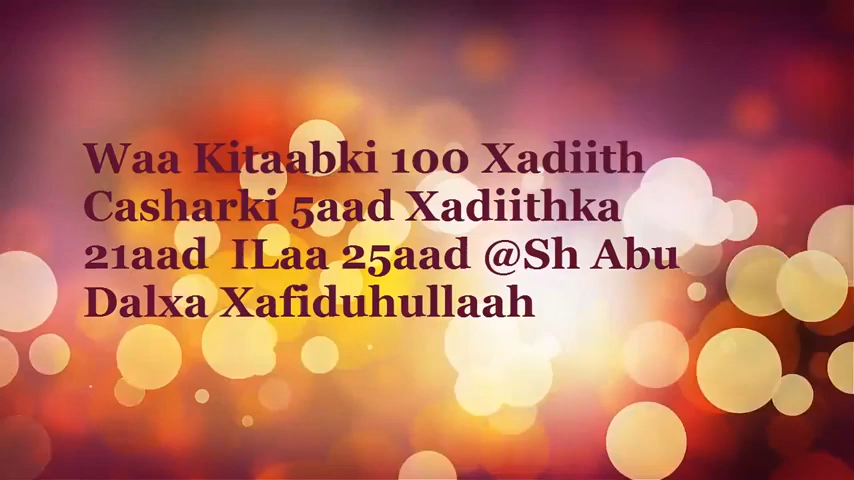 Waa Kitaabki 100 Xadiith
Casharki 5aad Xadiithka
21aad  ILaa 25aad @Sh Abu
Dalxa Xafiduhullaah